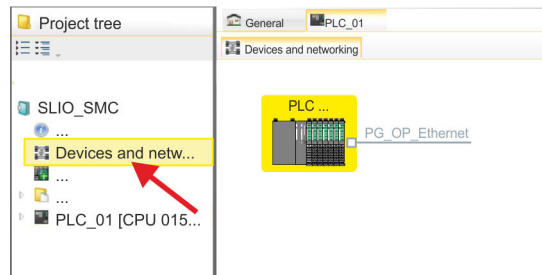 Project tree
SLIO_SMC
...
Devices and netw...
...
...
PLC_01 [CPU 015...
General
PLC_01
Devices and networking
PLC ...
PG_OP_Ethernet